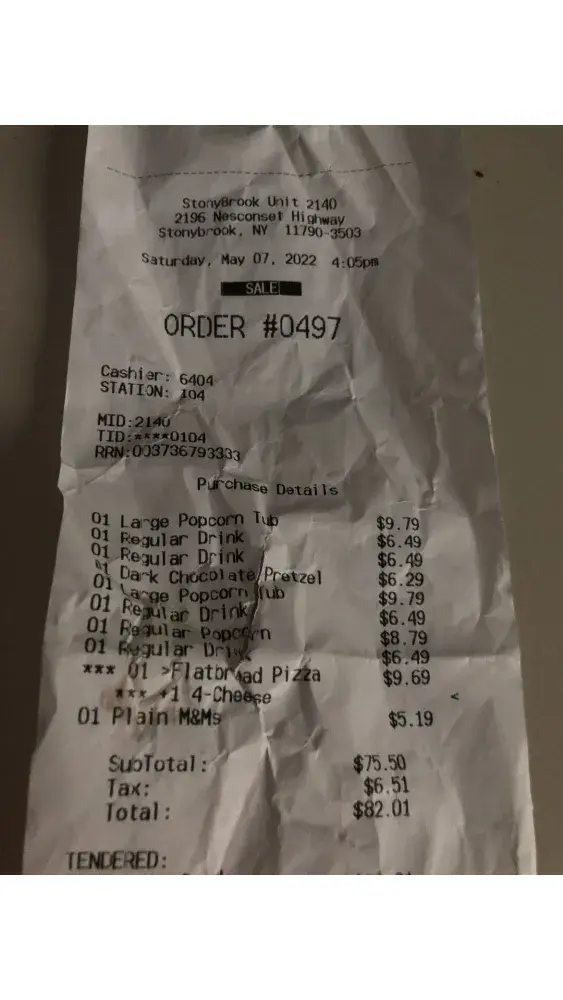 StonyBrook Unit 2140
2196 Nesconset Highway
Stonybrook, NY 11790-3503
Saturday, May 07, 2022 4:05pm
SALE
ORDER #0497
Cashier: 6404
STATION: 104
MID:2140
TID:****0104
RRN:003736793333
Purchase Details
01 Large Popcorn Tub $9.79
01 Regular Drink $6.49
01 Regular Drink $6.49
01 Dark Chocolate Pretzel $6.29
01 Large Popcorn Tub $9.79
01 Regular Drink $6.49
01 Regular Popcorn $8.79
01 Regular Drink $6.49
*** 01 >Flatbread Pizza $9.69
*** +1 4-Cheese <
01 Plain M&Ms $5.19
SubTotal: $75.50
Tax: $6.51
Total: $82.01
TENDERED: